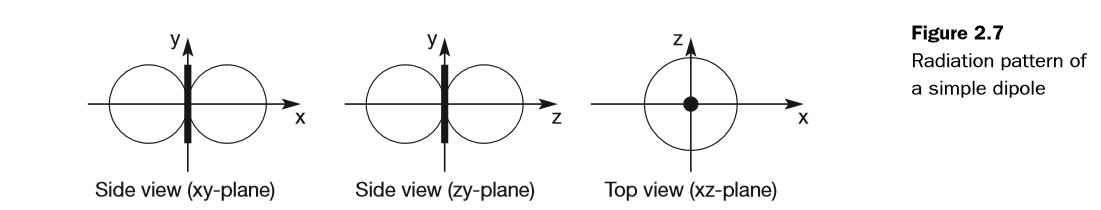 y
x
Side view (xy-plane)
y
z
Side view (zy-plane)
z
x
Top view (xz-plane)
Figure 2.7
Radiation pattern of
a simple dipole